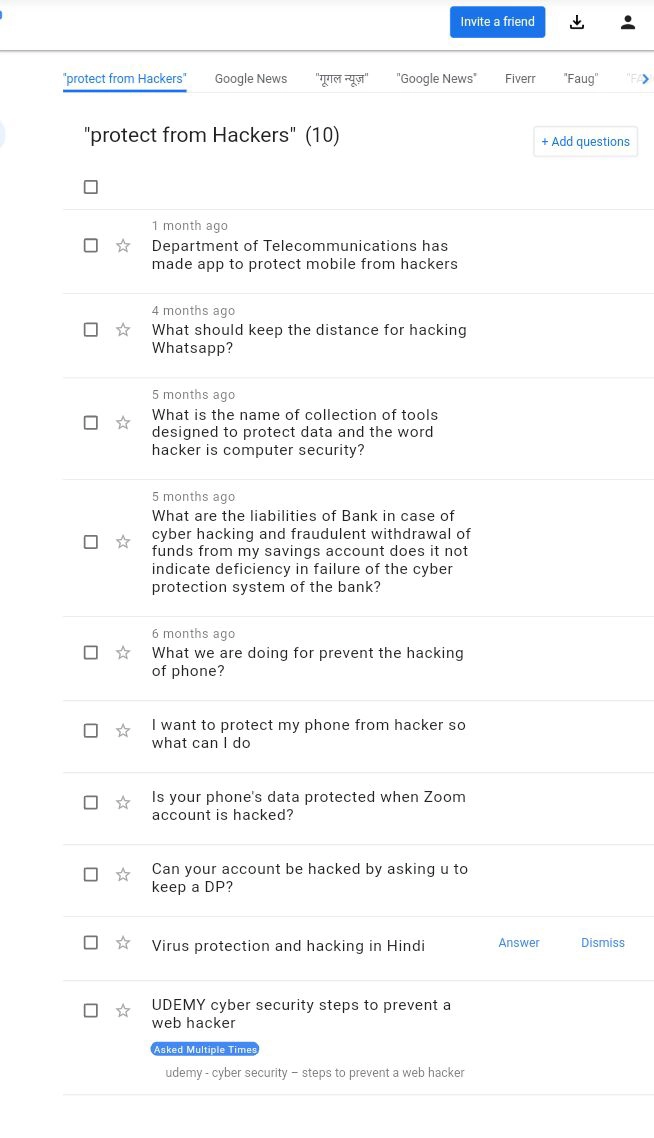 Invite a friend
"protect from Hackers" Google News "गूगल न्यूज़" "Google News" Fiverr "Faug"
"protect from Hackers" (10)
+ Add questions
1 month ago
Department of Telecommunications has
made app to protect mobile from hackers
4 months ago
What should keep the distance for hacking
Whatsapp?
5 months ago
What is the name of collection of tools
designed to protect data and the word
hacker is computer security?
5 months ago
What are the liabilities of Bank in case of
cyber hacking and fraudulent withdrawal of
funds from my savings account does it not
indicate deficiency in failure of the cyber
protection system of the bank?
6 months ago
What we are doing for prevent the hacking
of phone?
I want to protect my phone from hacker so
what can I do
Is your phone's data protected when Zoom
account is hacked?
Can your account be hacked by asking u to
keep a DP?
Virus protection and hacking in Hindi Answer Dismiss
UDEMY cyber security steps to prevent a
web hacker
Asked Multiple Times
udemy - cyber security – steps to prevent a web hacker